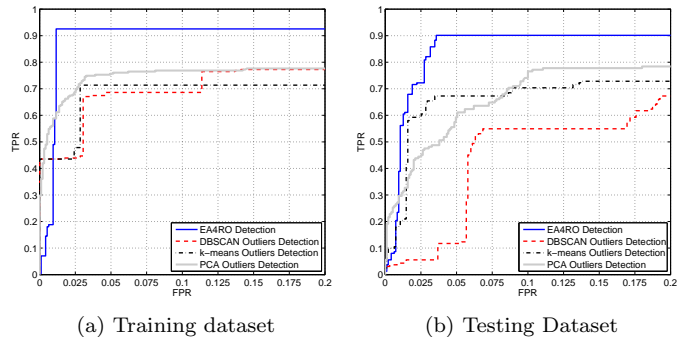 1
0.9
0.8
0.7
0.6
0.5
0.4
0.3
0.2
0.1
0
TPR
0 0.025 0.05 0.075 0.1 0.125 0.15 0.175 0.2
FPR
EA4RO Detection
DBSCAN Outliers Detection
k−means Outliers Detection
PCA Outliers Detection
(a) Training dataset
1
0.9
0.8
0.7
0.6
0.5
0.4
0.3
0.2
0.1
0
TPR
0 0.025 0.05 0.075 0.1 0.125 0.15 0.175 0.2
FPR
EA4RO Detection
DBSCAN Outliers Detection
k−means Outliers Detection
PCA Outliers Detection
(b) Testing Dataset